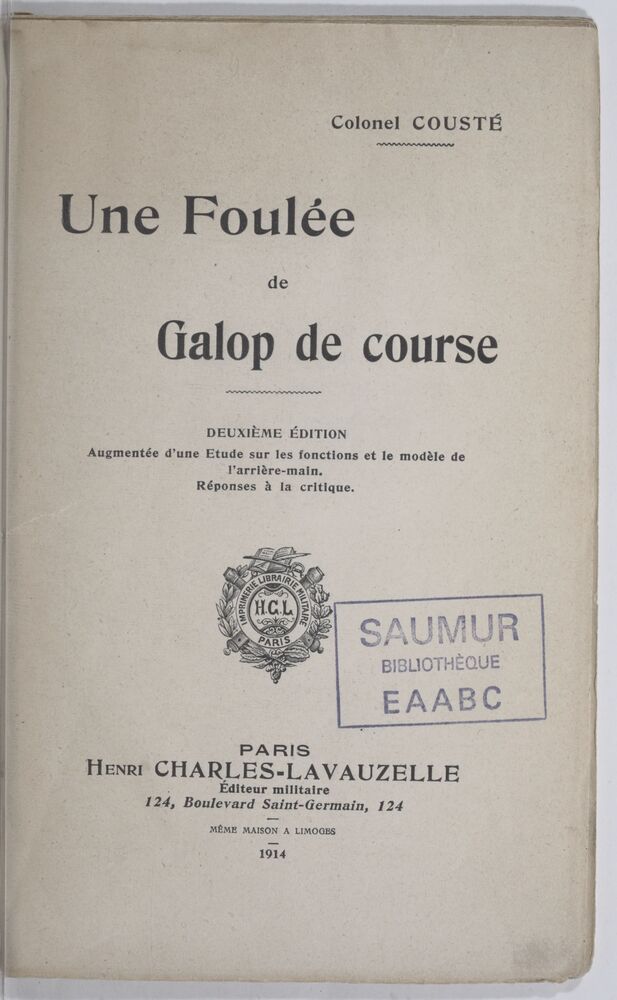 Colonel COUSTÉ
Une Foulée
de
Galop de course
DEUXIÈME ÉDITION
Augmentée d'une Etude sur les fonctions et le modèle de
l'arrière-main.
Réponses à la critique.
IMPRIMERIE LIBRAIRIE MILITAIRE
H.C.L
PARIS
SAUMUR
BIBLIOTHÈQUE
EAABC
PARIS
HENRI CHARLES-LAVAUZELLE
Éditeur militaire
124, Boulevard Saint-Germain, 124
MÊME MAISON A LIMOGES
1914